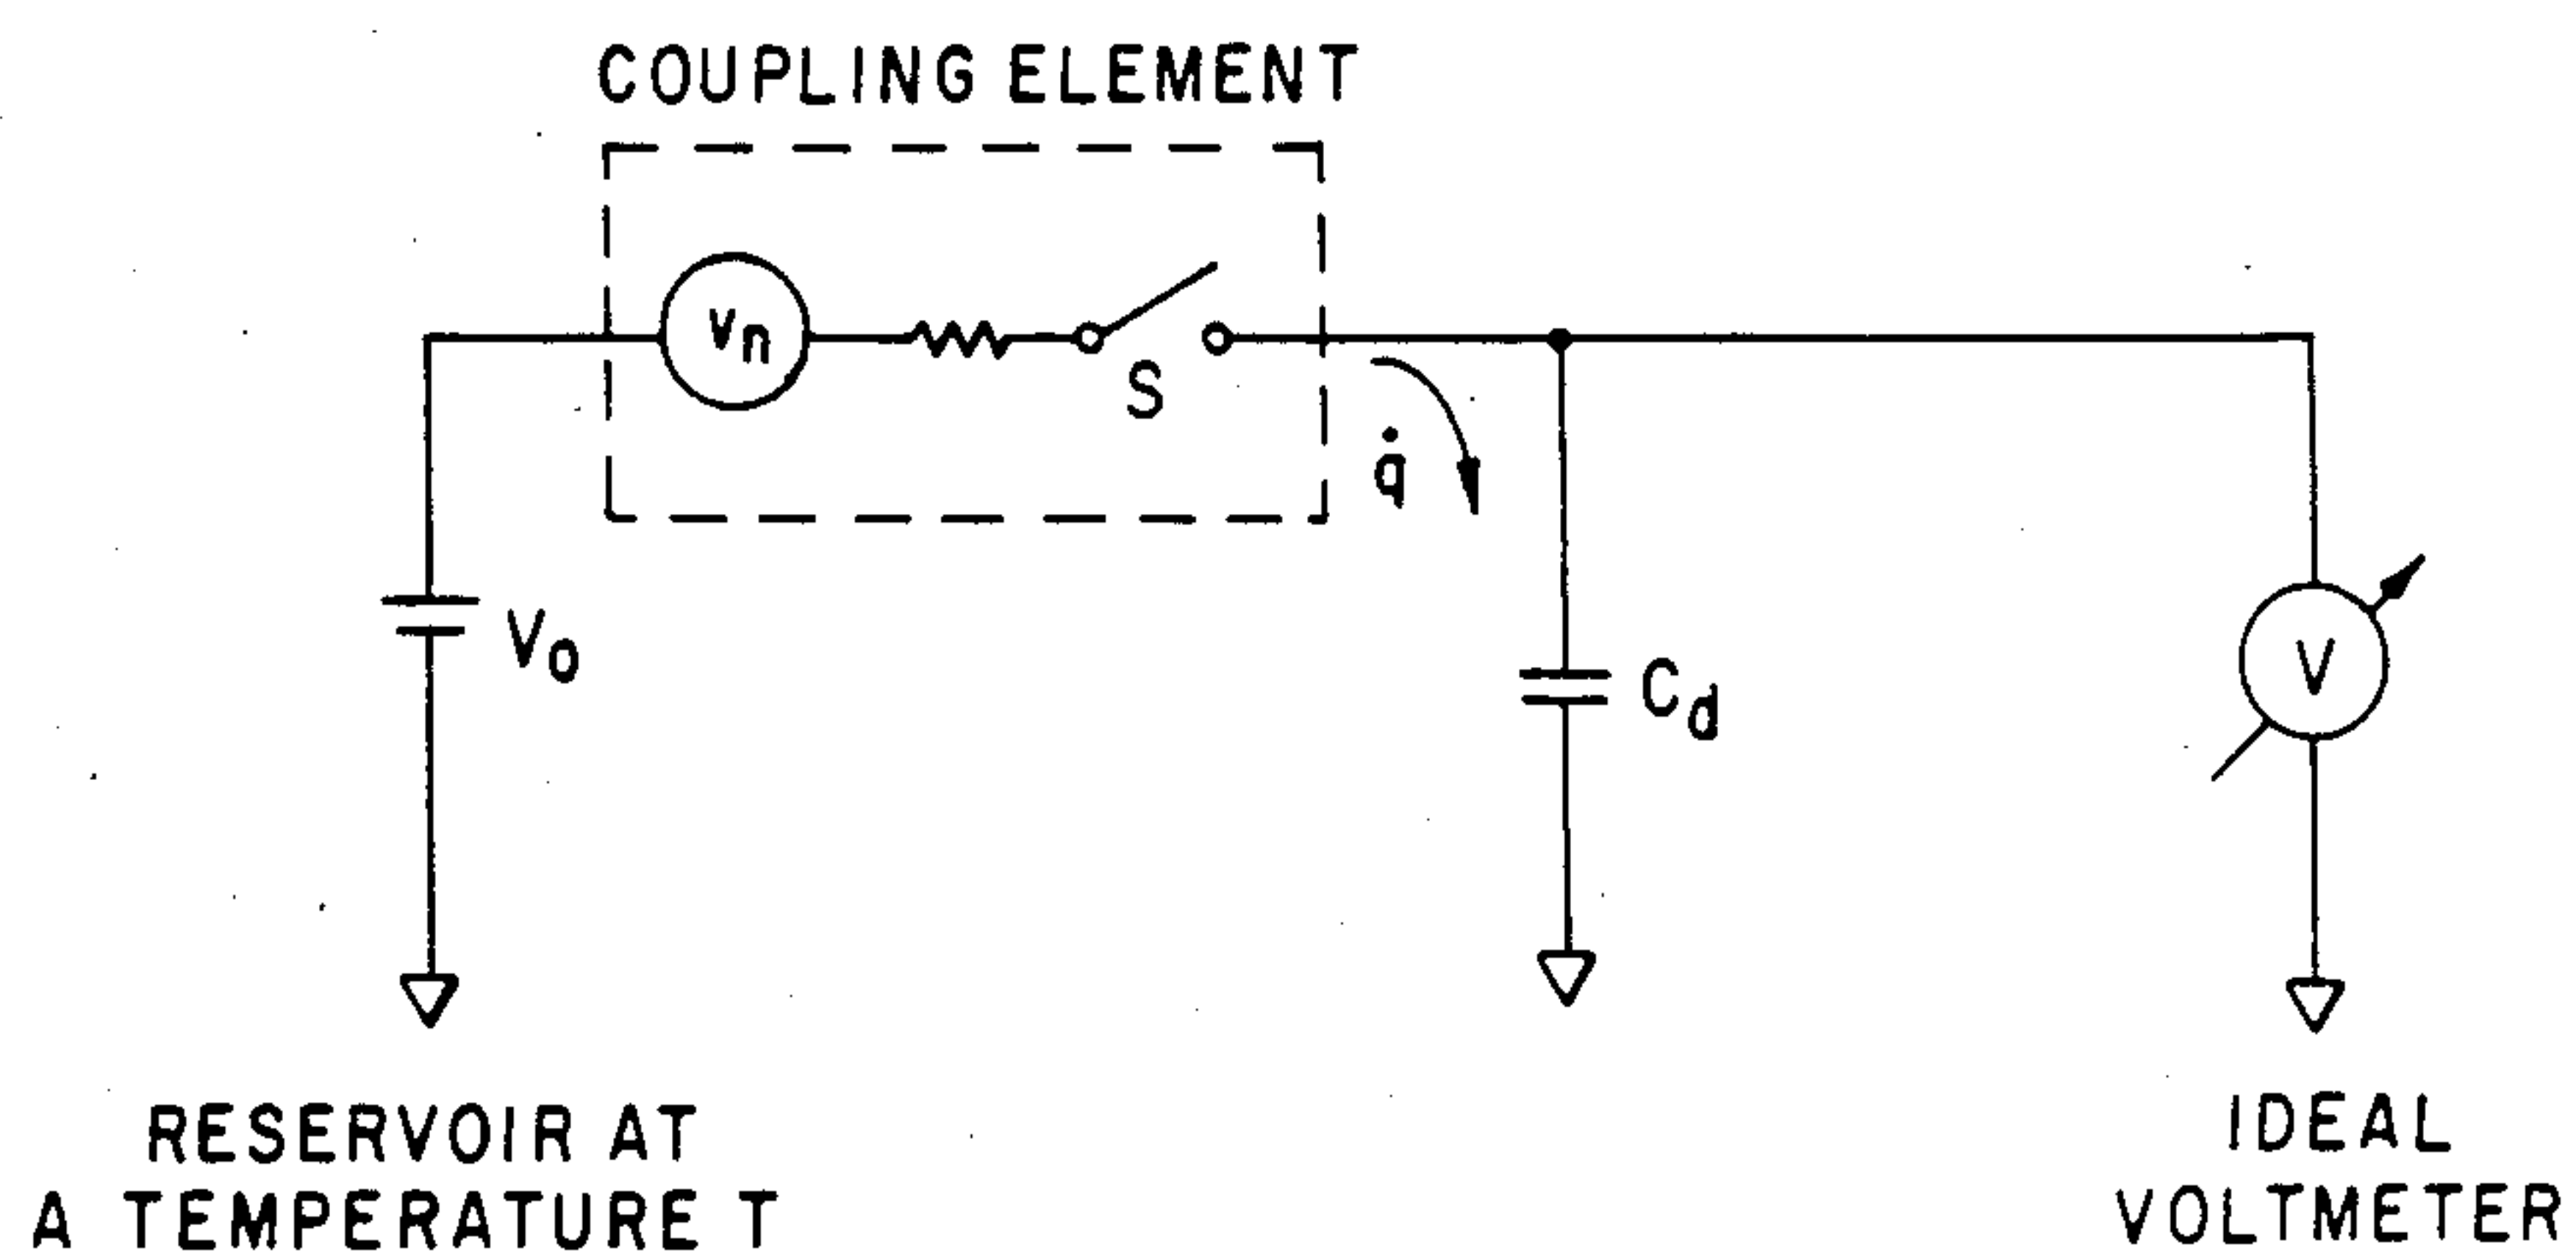 COUPLING ELEMENT
vn
S
q̇
V0
Cd
V
RESERVOIR AT
A TEMPERATURE T
IDEAL
VOLTMETER